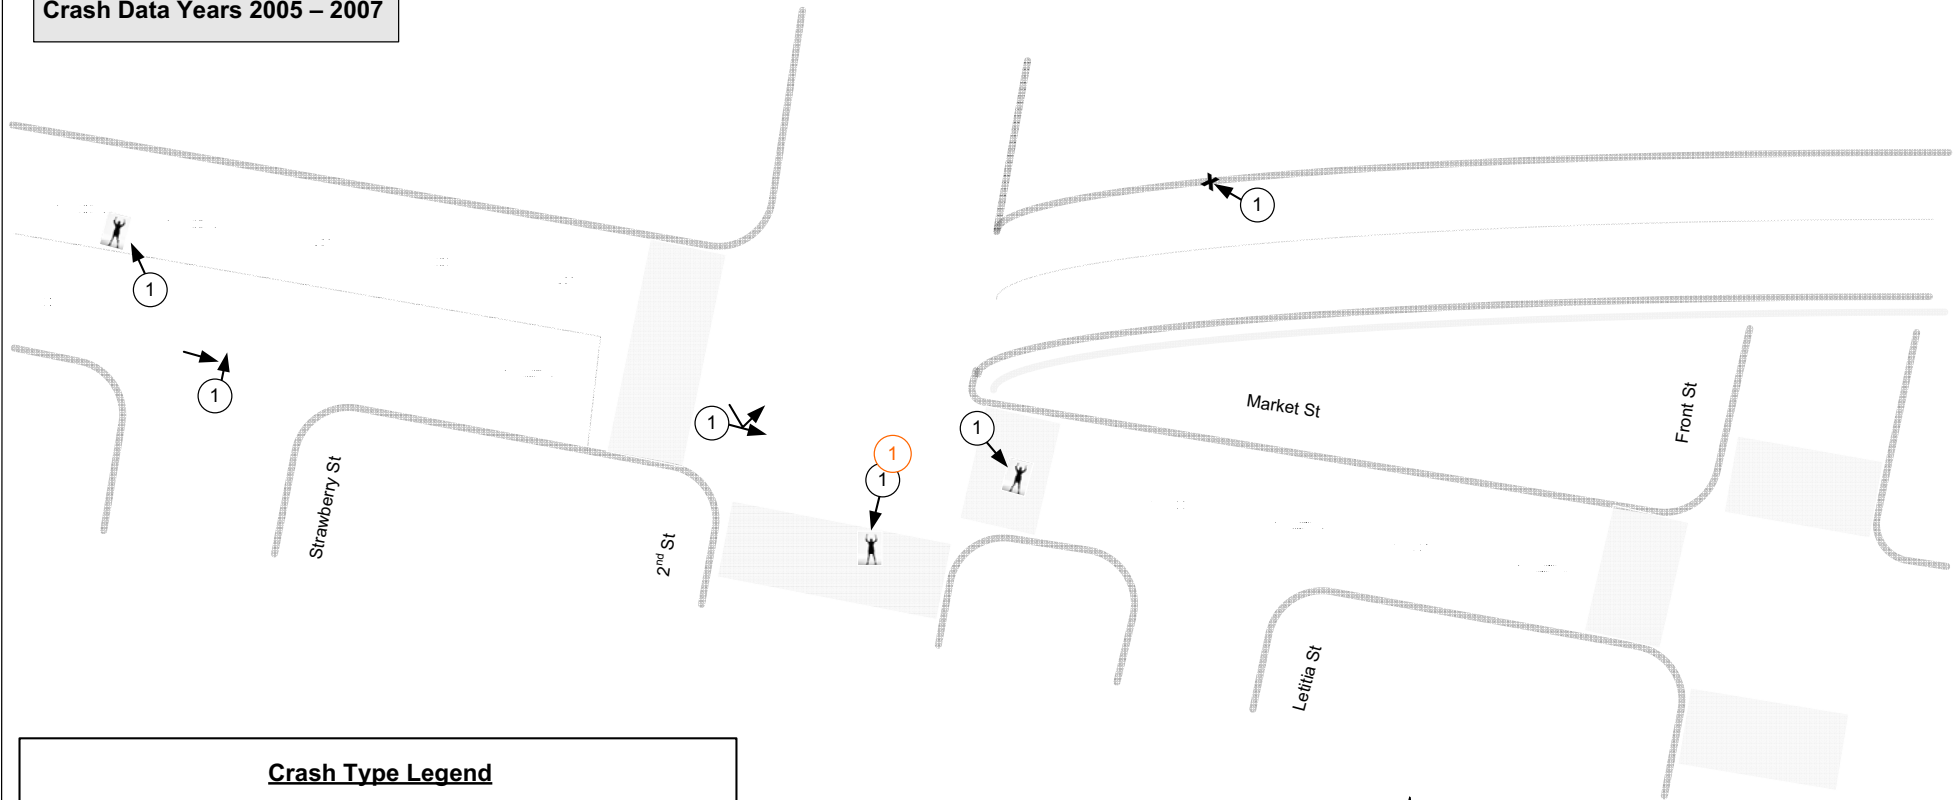 Crash Data Years 2005 – 2007
1
1
1
1
1
1
1
1
Market St
Front St
Strawberry St
2nd St
Letitia St
Crash Type Legend